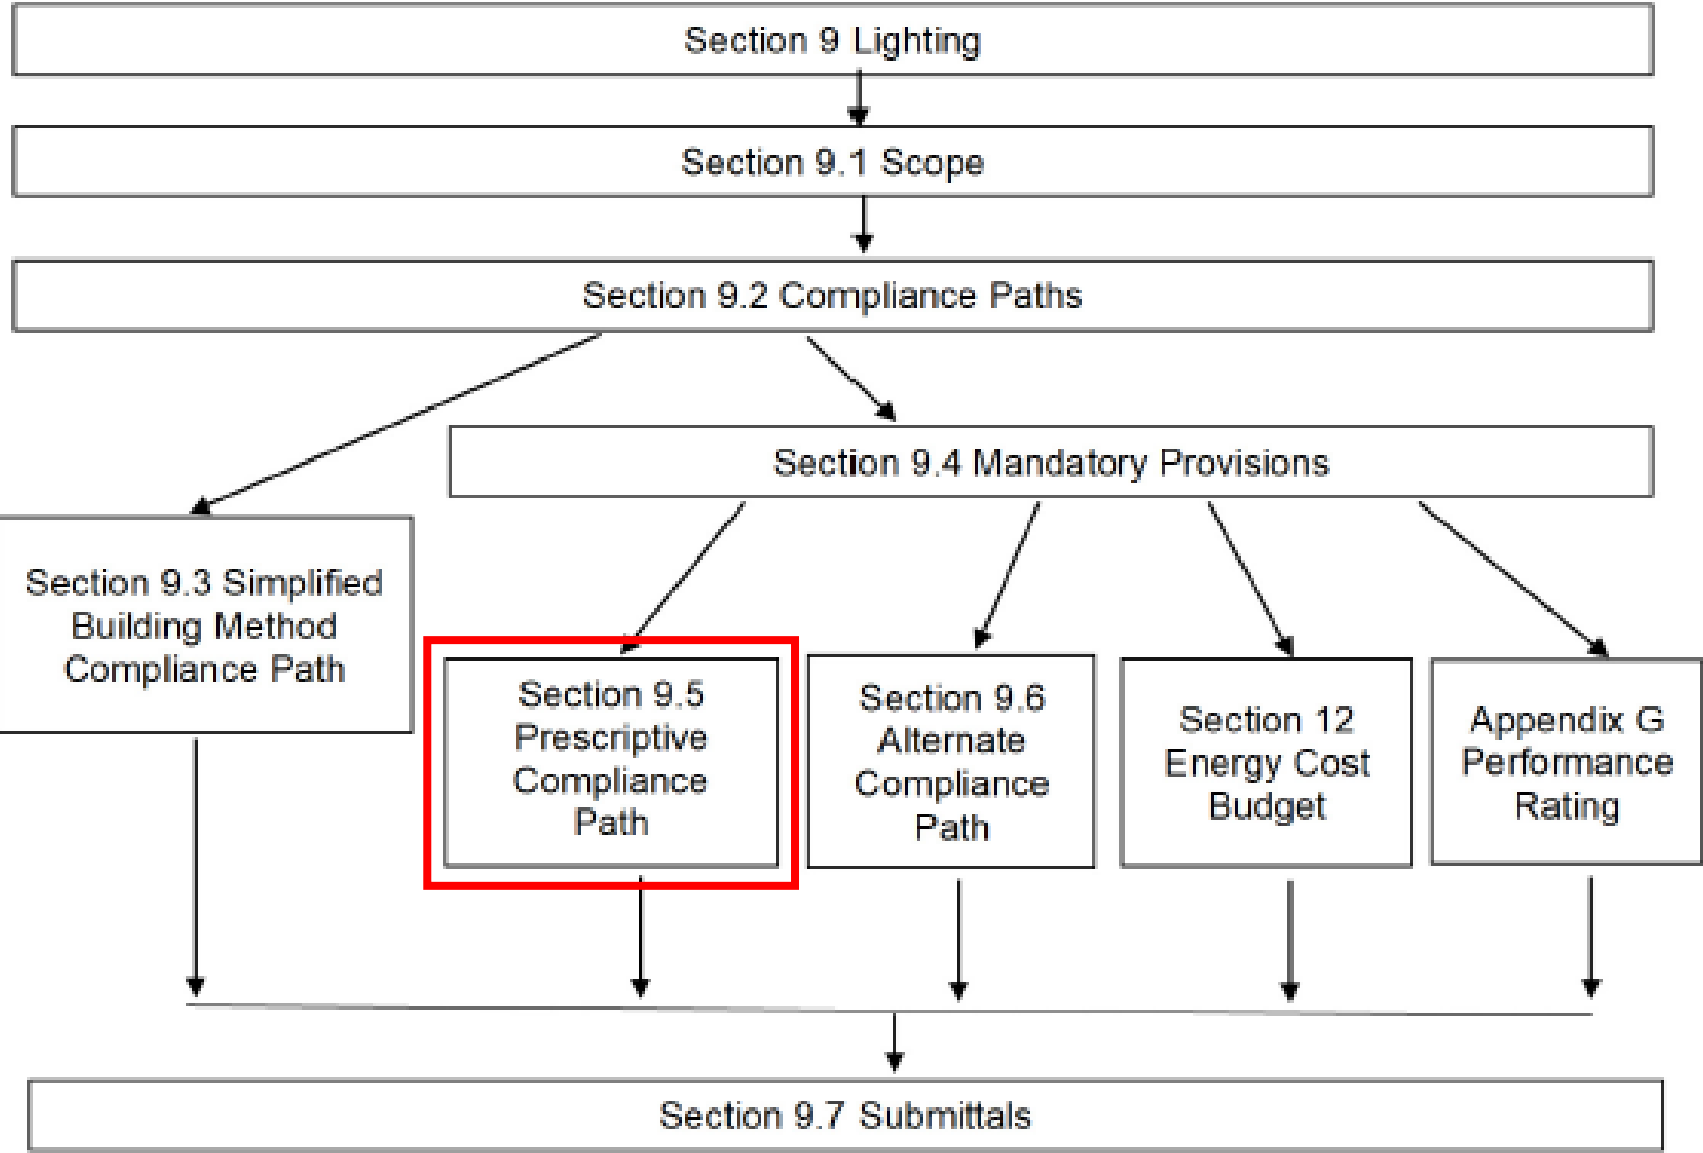 Section 9 Lighting
Section 9.1 Scope
Section 9.2 Compliance Paths
Section 9.4 Mandatory Provisions
Section 9.3 Simplified
Building Method
Compliance Path
Section 9.5
Prescriptive
Compliance
Path
Section 9.6
Alternate
Compliance
Path
Section 12
Energy Cost
Budget
Appendix G
Performance
Rating
Section 9.7 Submittals